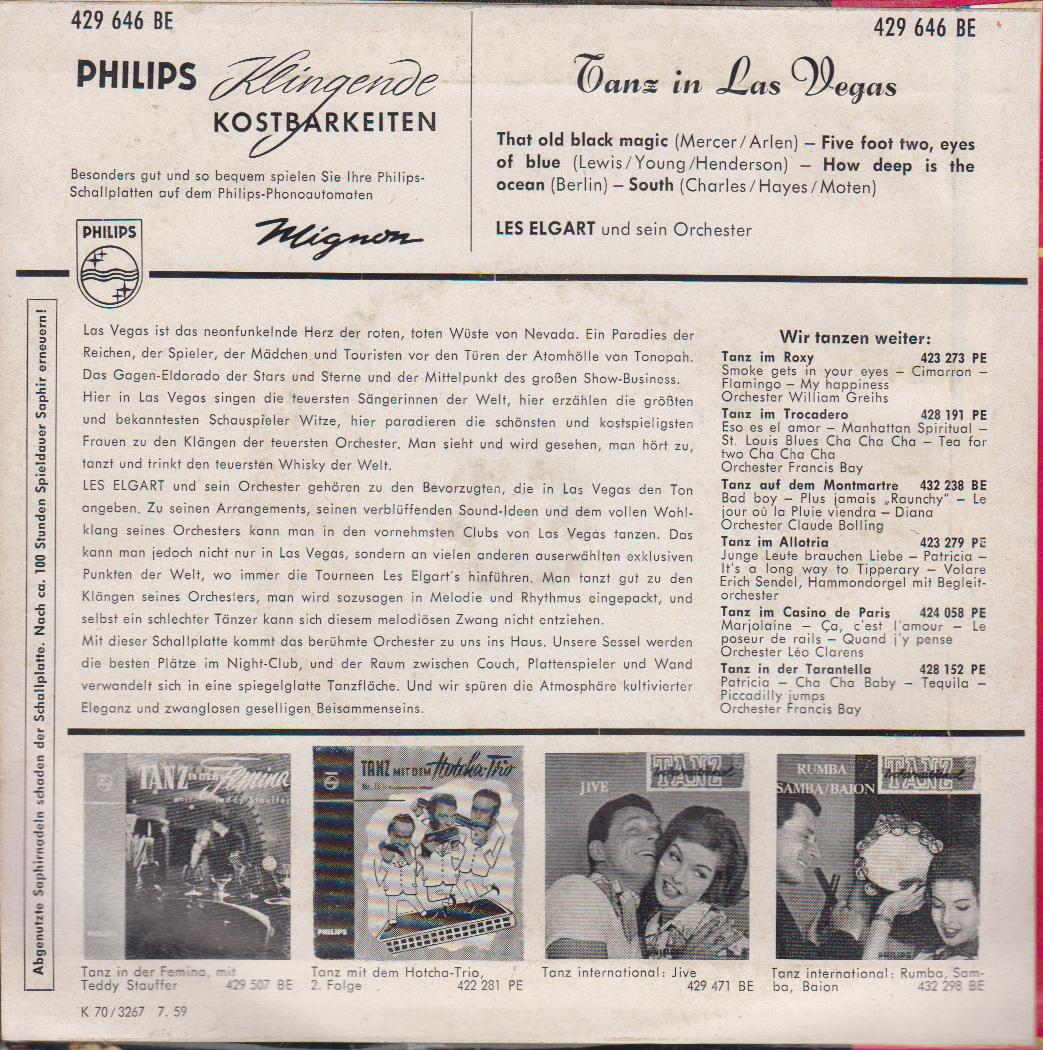 429 646 BE
429 646 BE
PHILIPS Klingende
KOSTBARKEITEN
Besonders gut und so bequem spielen Sie Ihre Philips-
Schallplatten auf dem Philips-Phonoautomaten
Mignon
PHILIPS
Tanz in Las Vegas
That old black magic (Mercer/Arlen) – Five foot two, eyes
of blue (Lewis/Young/Henderson) – How deep is the
ocean (Berlin) – South (Charles/Hayes/Moten)
LES ELGART und sein Orchester
Abgenutzte Saphirnadeln schaden der Schallplatte. Nach ca. 100 Stunden Spieldauer Saphir erneuern!
Las Vegas ist das neonfunkelnde Herz der roten, toten Wüste von Nevada. Ein Paradies der
Reichen, der Spieler, der Mädchen und Touristen vor den Türen der Atomhölle von Tonopah.
Das Gagen-Eldorado der Stars und Sterne und der Mittelpunkt des großen Show-Business.
Hier in Las Vegas singen die teuersten Sängerinnen der Welt, hier erzählen die größten
und bekanntesten Schauspieler Witze, hier paradieren die schönsten und kostspieligsten
Frauen zu den Klängen der teuersten Orchester. Man sieht und wird gesehen, man hört zu,
tanzt und trinkt den teuersten Whisky der Welt.
LES ELGART und sein Orchester gehören zu den Bevorzugten, die in Las Vegas den Ton
angeben. Zu seinen Arrangements, seinen verblüffenden Sound-Ideen und dem vollen Wohl-
klang seines Orchesters kann man in den vornehmsten Clubs von Las Vegas tanzen. Das
kann man jedoch nicht nur in Las Vegas, sondern an vielen anderen auserwählten exklusiven
Punkten der Welt, wo immer die Tourneen Les Elgart's hinführen. Man tanzt gut zu den
Klängen seines Orchesters, man wird sozusagen in Melodie und Rhythmus eingepackt, und
selbst ein schlechter Tänzer kann sich diesem melodiösen Zwang nicht entziehen.
Mit dieser Schallplatte kommt das berühmte Orchester zu uns ins Haus. Unsere Sessel werden
die besten Plätze im Night-Club, und der Raum zwischen Couch, Plattenspieler und Wand
verwandelt sich in eine spiegelglatte Tanzfläche. Und wir spüren die Atmosphäre kultivierter
Eleganz und zwanglosen geselligen Beisammenseins.
Wir tanzen weiter:
Tanz im Roxy 423 273 PE
Smoke gets in your eyes – Cimarron –
Flamingo – My happiness
Orchester William Greihs
Tanz im Trocadero 428 191 PE
Eso es el amor – Manhattan Spiritual –
St. Louis Blues Cha Cha Cha – Tea for
two Cha Cha Cha
Orchester Francis Bay
Tanz auf dem Montmartre 432 238 BE
Bad boy – Plus jamais „Raunchy" – Le
jour où la Pluie viendra – Diana
Orchester Claude Bolling
Tanz im Allotria 423 279 PE
Junge Leute brauchen Liebe – Patricia –
It's a long way to Tipperary – Volare
Erich Sendel, Hammondorgel mit Begleit-
orchester
Tanz im Casino de Paris 424 058 PE
Marjolaine – Ça, c'est l'amour – Le
poseur de rails – Quand j'y pense
Orchester Léo Clarens
Tanz in der Tarantella 428 152 PE
Patricia – Cha Cha Baby – Tequila –
Piccadilly jumps
Orchester Francis Bay
TANZ IN DER Femina
mit Teddy Stauffer
TANZ MIT DEM Hotcha-Trio
PHILIPS
JIVE
TANZ
international
PHILIPS
RUMBA
SAMBA/BAION
TANZ
international
PHILIPS
Tanz in der Femina, mit
Teddy Stauffer 429 507 BE
Tanz mit dem Hotcha-Trio,
2. Folge 422 281 PE
Tanz international: Jive
429 471 BE
Tanz international: Rumba, Sam-
ba, Baion 432 298 BE
K 70/3267 7. 59